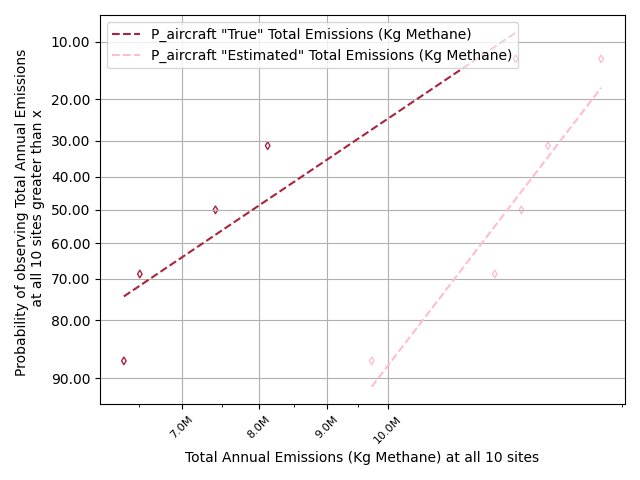 P_aircraft "True" Total Emissions (Kg Methane)
P_aircraft "Estimated" Total Emissions (Kg Methane)
Probability of observing Total Annual Emissions
at all 10 sites greater than x
10.00
20.00
30.00
40.00
50.00
60.00
70.00
80.00
90.00
7.0M
8.0M
9.0M
10.0M
Total Annual Emissions (Kg Methane) at all 10 sites